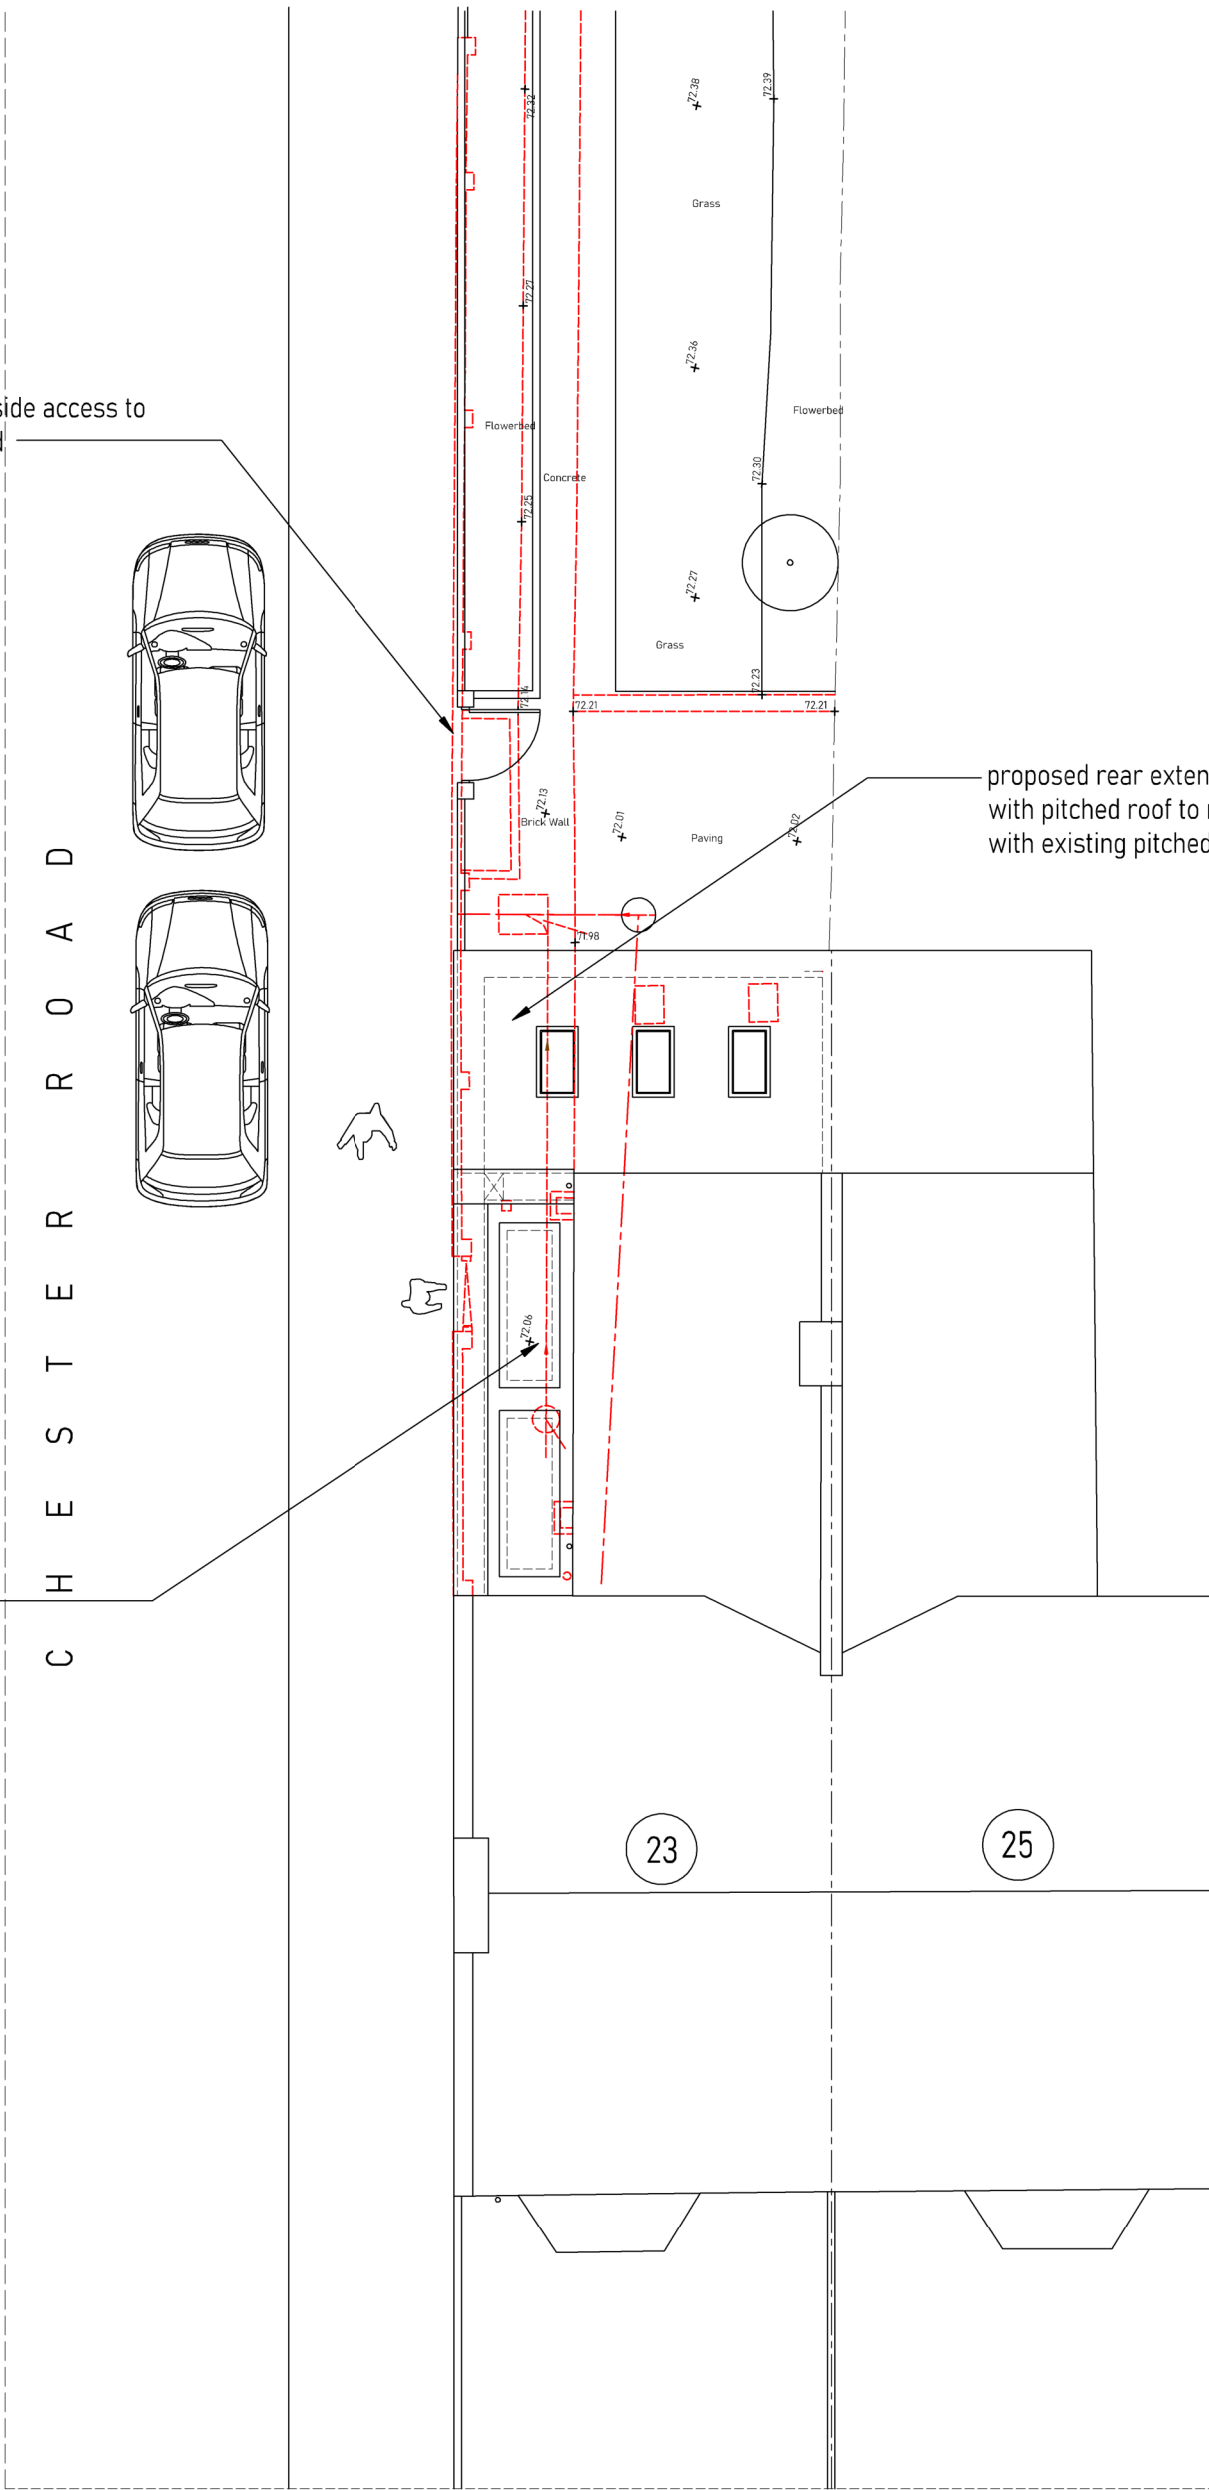 72.38
72.39
72.32
Grass
72.27
72.36
Flowerbed
side access to
Flowerbed
72.30
Concrete
72.25
72.27
Grass
72.23
72.14
72.21
72.21
proposed rear exten
with pitched roof to
with existing pitched
72.13
Brick Wall
72.01
Paving
72.02
71.98
CHESTER ROAD
72.06
23
25